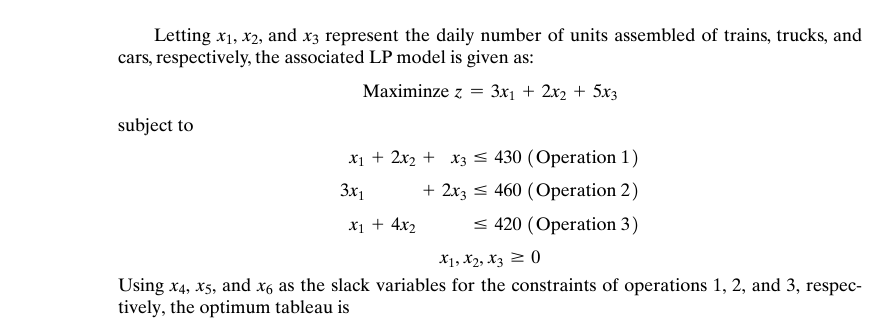 Letting x₁, x₂, and x₃ represent the daily number of units assembled of trains, trucks, and
cars, respectively, the associated LP model is given as:
Maximinze z = 3x₁ + 2x₂ + 5x₃
subject to
x₁ + 2x₂ + x₃ ≤ 430 (Operation 1)
3x₁ + 2x₃ ≤ 460 (Operation 2)
x₁ + 4x₂ ≤ 420 (Operation 3)
x₁, x₂, x₃ ≥ 0
Using x₄, x₅, and x₆ as the slack variables for the constraints of operations 1, 2, and 3, respec-
tively, the optimum tableau is